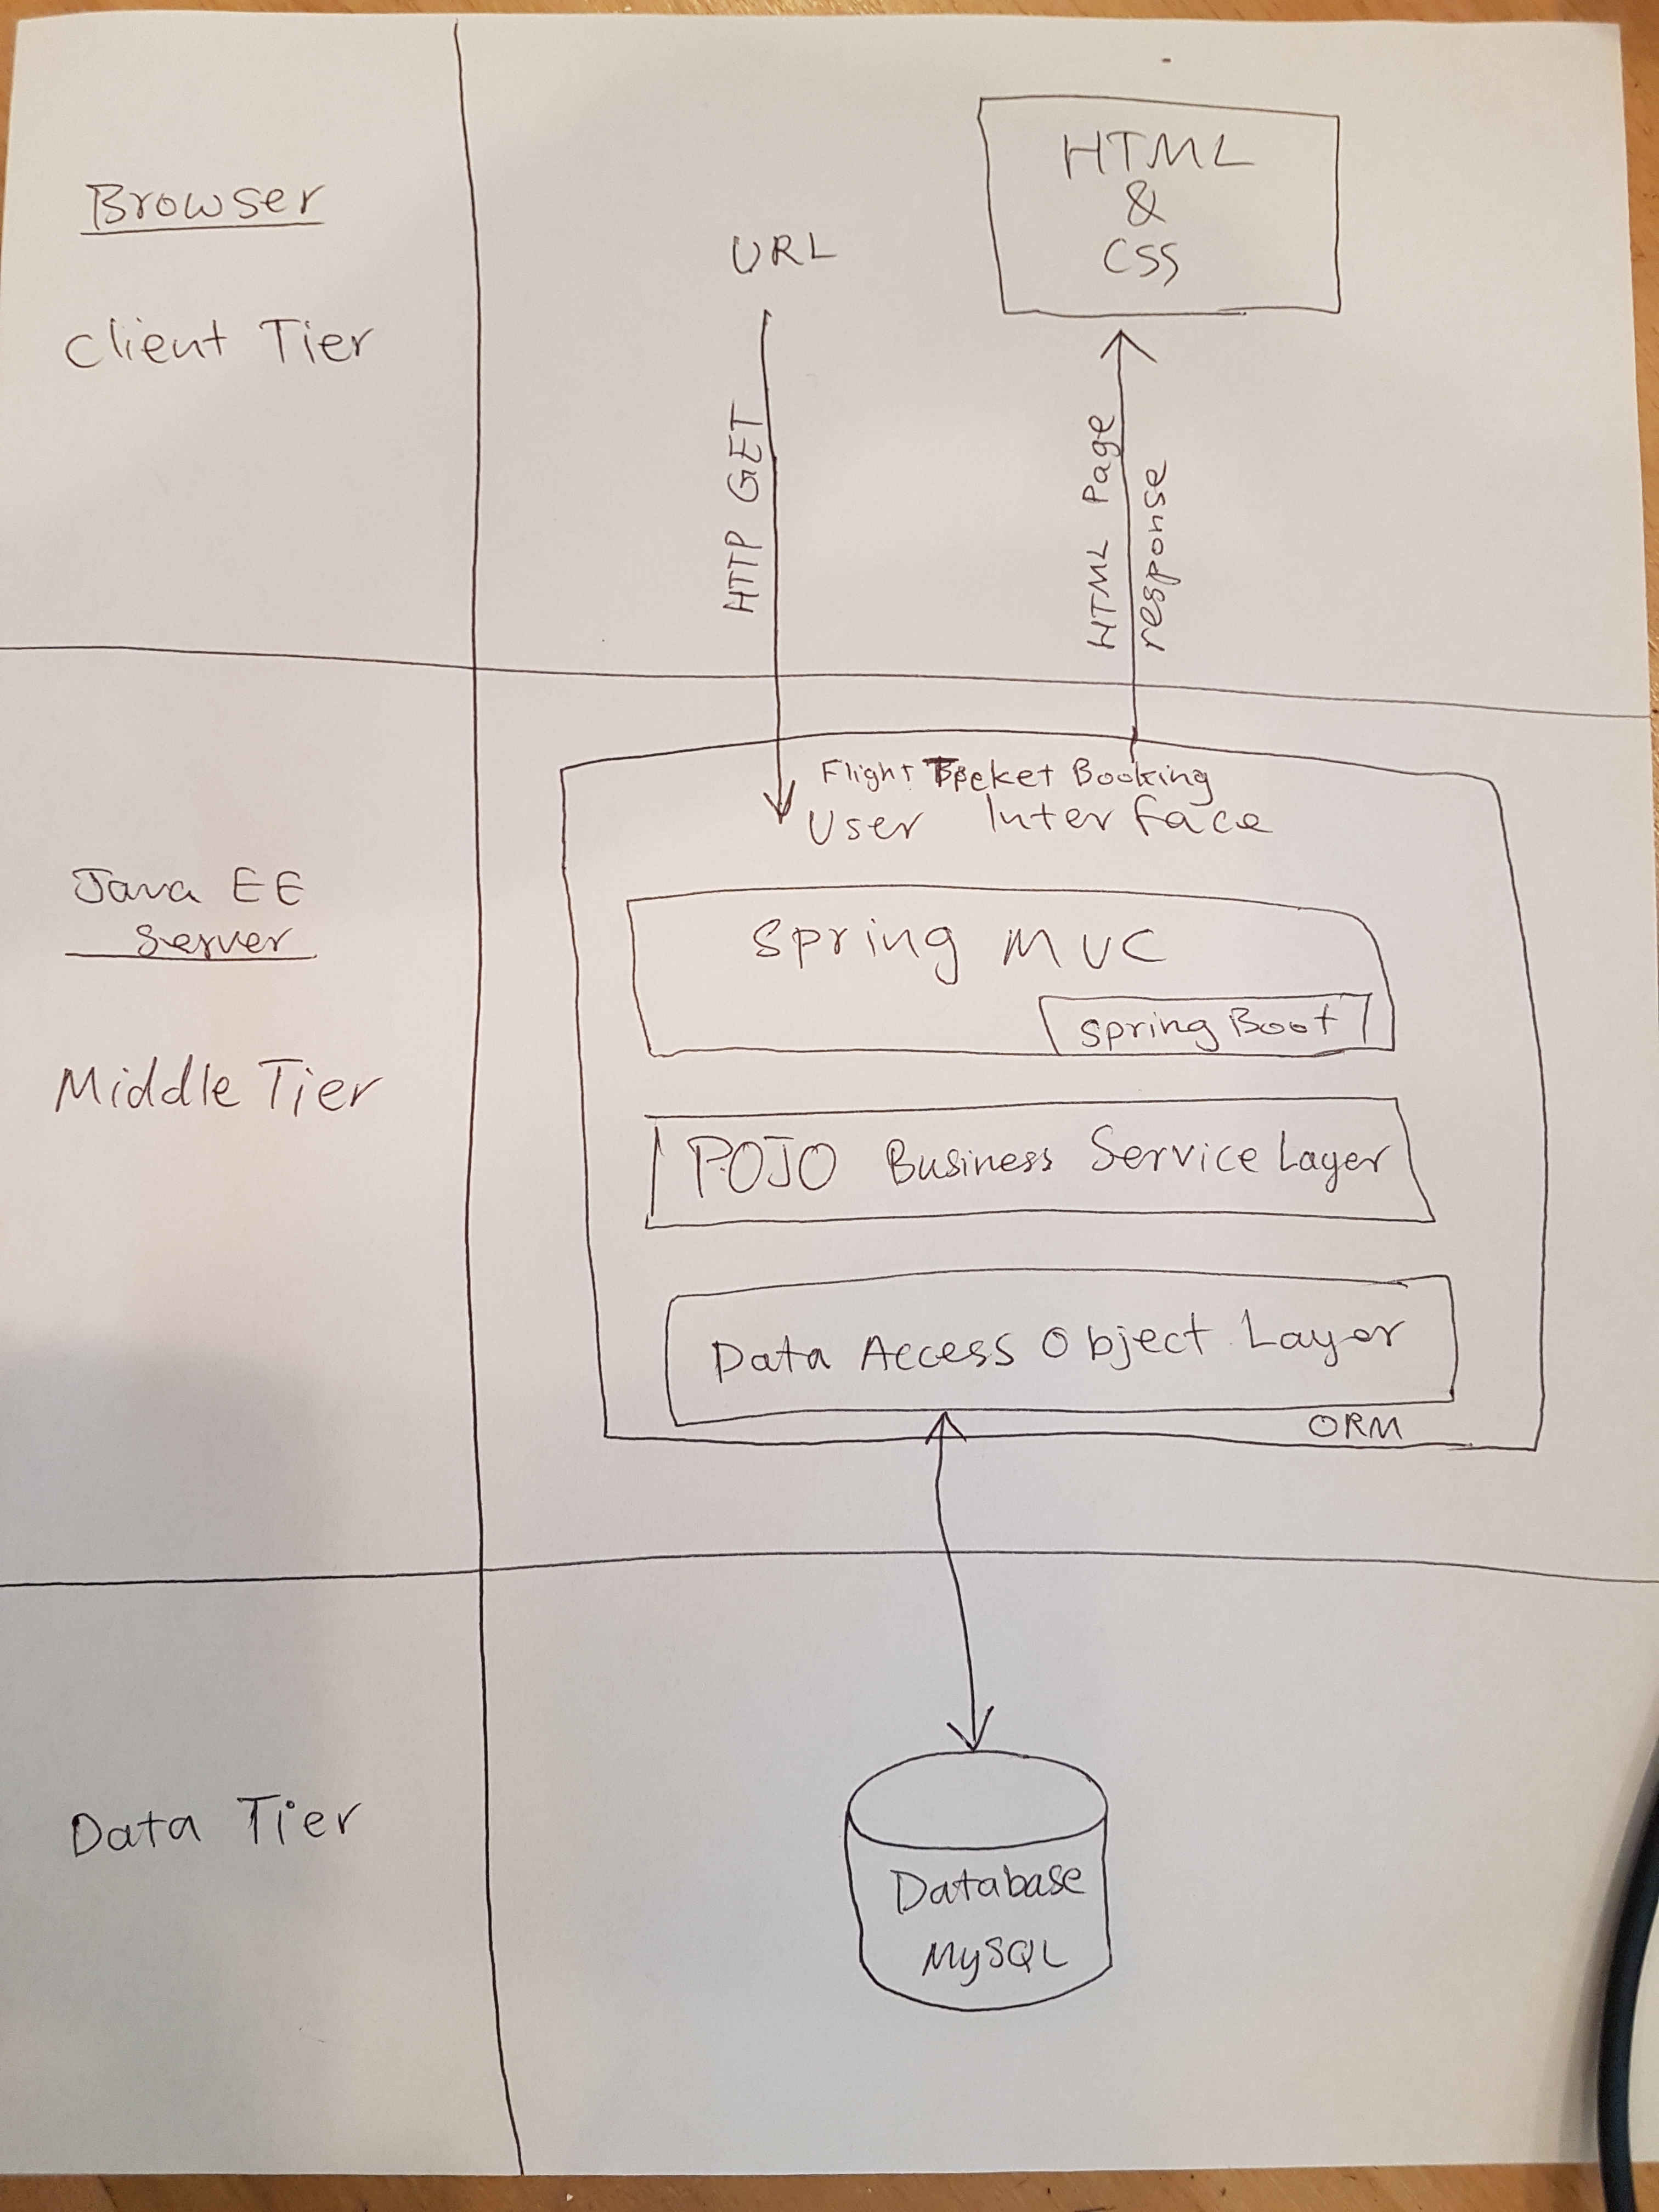 Browser
Client Tier
URL
HTML
&
CSS
HTTP GET
HTML Page
response
Java EE
Server
Middle Tier
Flight Ticket Booking
User Interface
Spring MVC
Spring Boot
POJO Business Service Layer
Data Access Object Layer
ORM
Data Tier
Database
MySQL